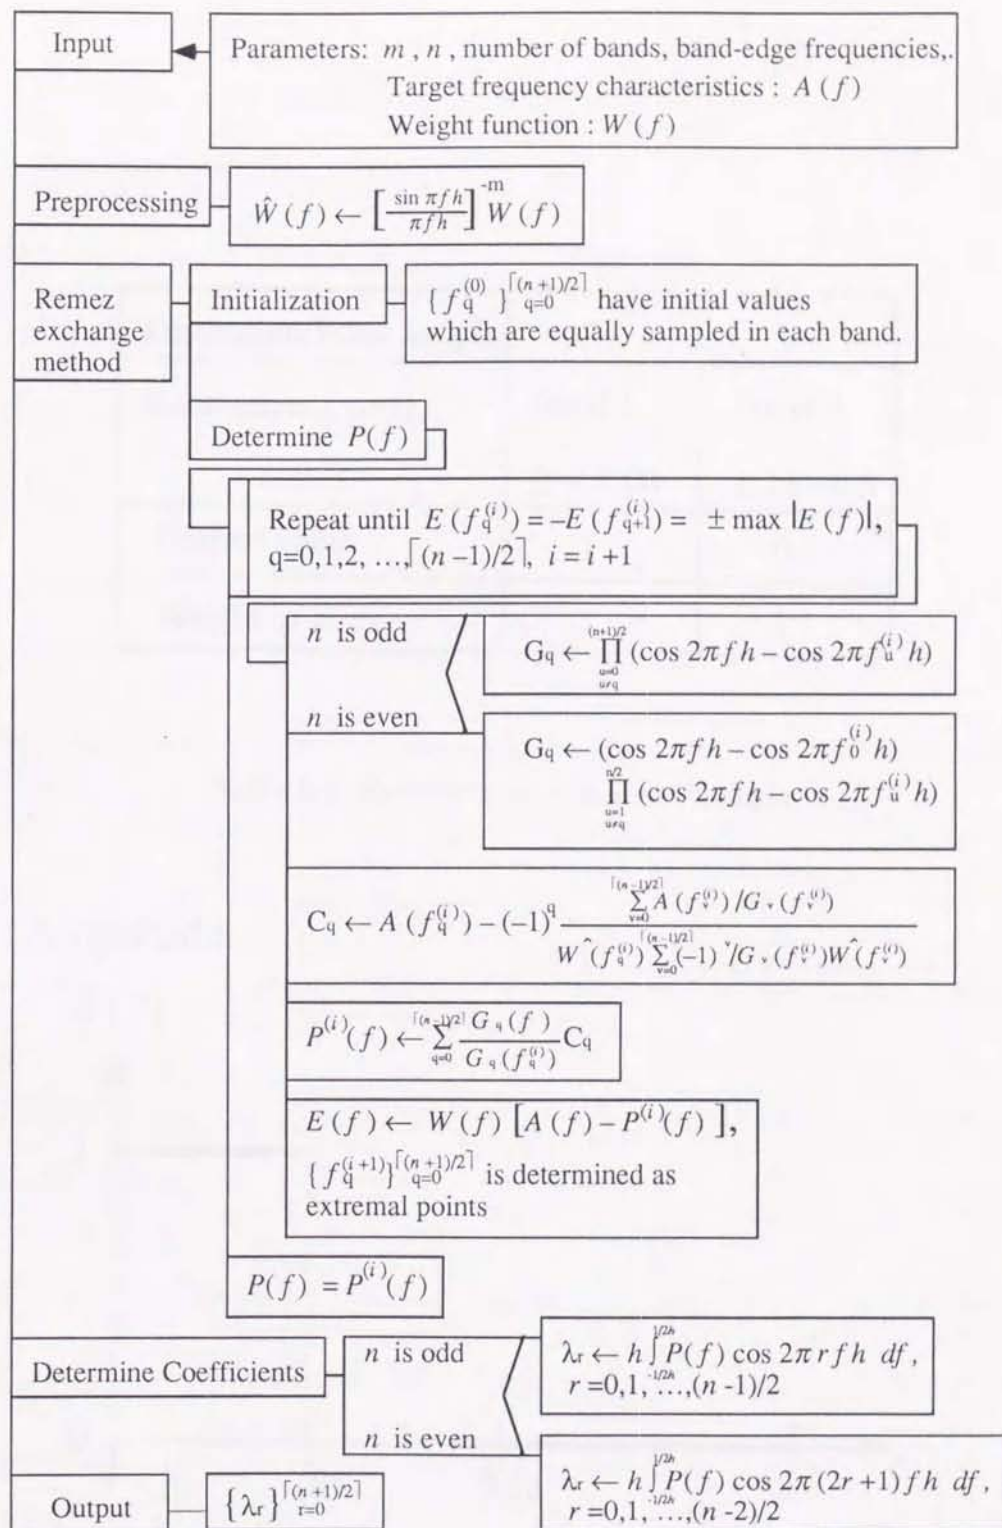 Input
Parameters: m , n , number of bands, band-edge frequencies,.
Target frequency characteristics : A (f)
Weight function : W (f)
Preprocessing
Ŵ (f) ← [sin πfh / πfh]^-m W (f)
Remez
exchange
method
Initialization
{f_q^(0)}_{q=0}^{⌈(n+1)/2⌉} have initial values
which are equally sampled in each band.
Determine P(f)
Repeat until E (f_q^(i)) = –E (f_{q+1}^(i)) = ± max |E (f)|,
q=0,1,2, …,⌈(n –1)/2⌉, i = i +1
n is odd
G_q ← ∏_{u=0, u≠q}^{(n+1)/2} (cos 2πfh – cos 2πf_u^(i) h)
n is even
G_q ← (cos 2πfh – cos 2πf_0^(i) h)
∏_{u=1, u≠q}^{n/2} (cos 2πfh – cos 2πf_u^(i) h)
C_q ← A (f_q^(i)) – (–1)^q ∑_{v=0}^{⌈(n–1)/2⌉} A (f_v^(i)) /G_v (f_v^(i)) / W^(f_q^(i)) ∑_{v=0}^{⌈(n–1)/2⌉} (–1)^v /G_v (f_v^(i))W^(f_v^(i))
P^(i)(f) ← ∑_{q=0}^{⌈(n–1)/2⌉} G_q (f) / G_q (f_q^(i)) C_q
E (f) ← W (f) [A (f) – P^(i)(f) ],
{f_q^(i+1)}_{q=0}^{⌈(n+1)/2⌉} is determined as
extremal points
P(f) = P^(i)(f)
Determine Coefficients
n is odd
λ_r ← h ∫_{-1/2h}^{1/2h} P(f) cos 2π r f h df ,
r =0,1, …,(n -1)/2
n is even
λ_r ← h ∫_{-1/2h}^{1/2h} P(f) cos 2π (2r +1) f h df ,
r =0,1, …,(n -2)/2
Output
{λ_r}_{r=0}^{⌈(n+1)/2⌉}